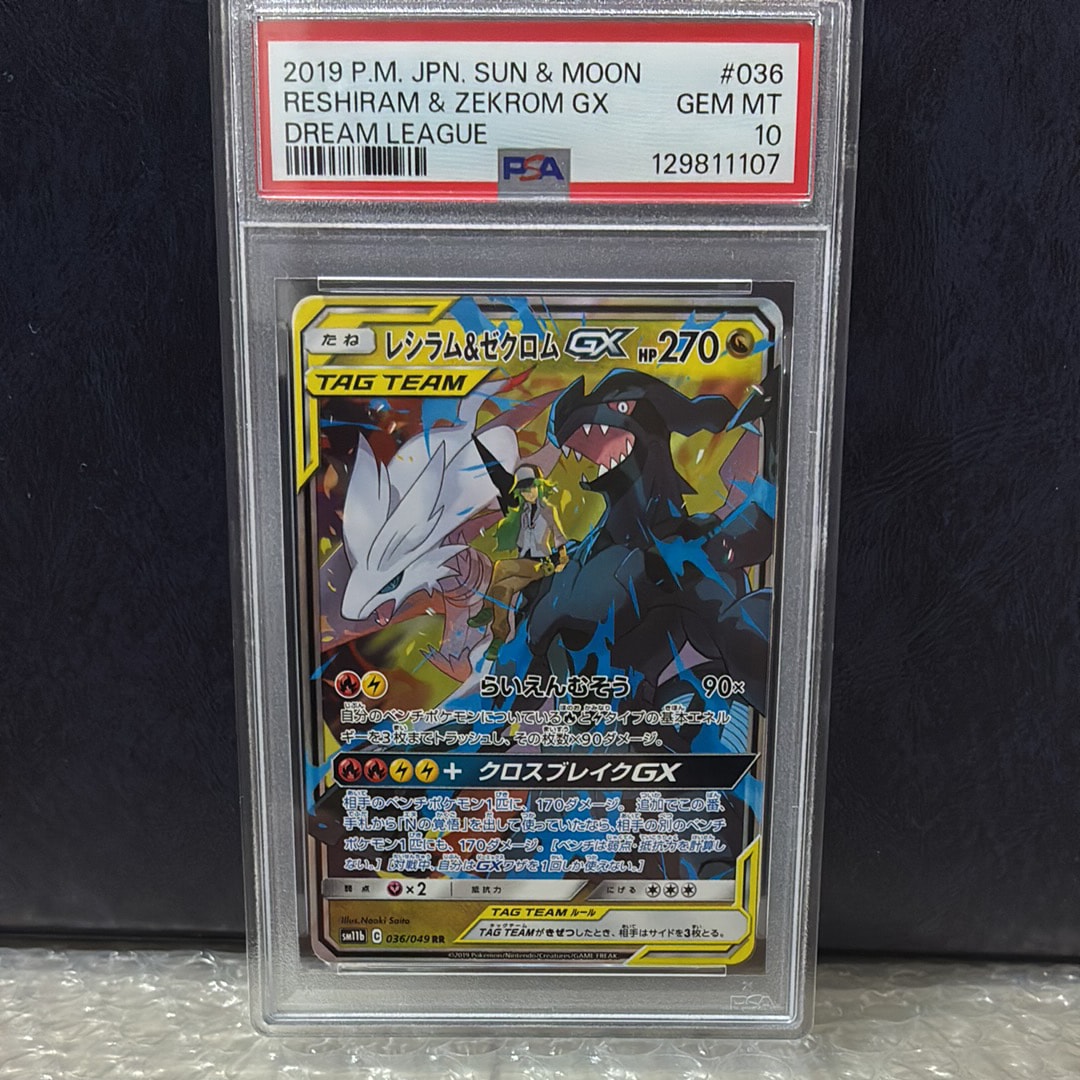 2019 P.M. JPN. SUN & MOON #036
RESHIRAM & ZEKROM GX GEM MT
DREAM LEAGUE 10
PSA 129811107
たね レシラム&ゼクロムGX HP270
TAG TEAM
らいえんむそう 90×
自分のベンチポケモンについている と タイプの基本エネル
ギーを3枚までトラッシュし、その枚数×90ダメージ。
+ クロスブレイクGX
相手のベンチポケモン1匹に、170ダメージ。追加でこの番、
手札から「Nの覚悟」を出して使っていたなら、相手の別のベンチ
ポケモン1匹にも、170ダメージ。[ベンチは弱点・抵抗力を計算し
ない。] [対戦中、自分はGXワザを1回しか使えない。]
弱点 ×2 抵抗力 にげる
Illus.Naoki Saito
TAG TEAM ルール
TAG TEAMがきぜつしたとき、相手はサイドを3枚とる。
sm11b C 036/049 RR
©2019 Pokémon/Nintendo/Creatures/GAME FREAK.
PSA